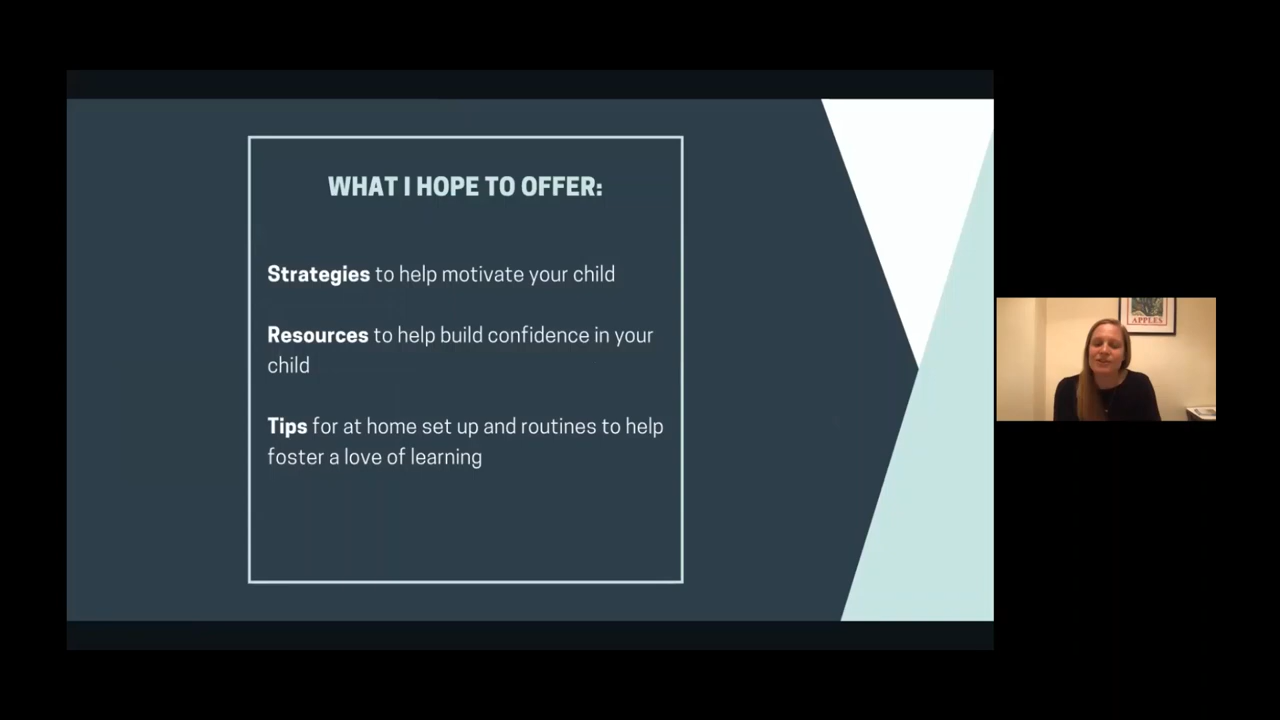 WHAT I HOPE TO OFFER:
Strategies to help motivate your child
Resources to help build confidence in your
child
Tips for at home set up and routines to help
foster a love of learning
APPLES